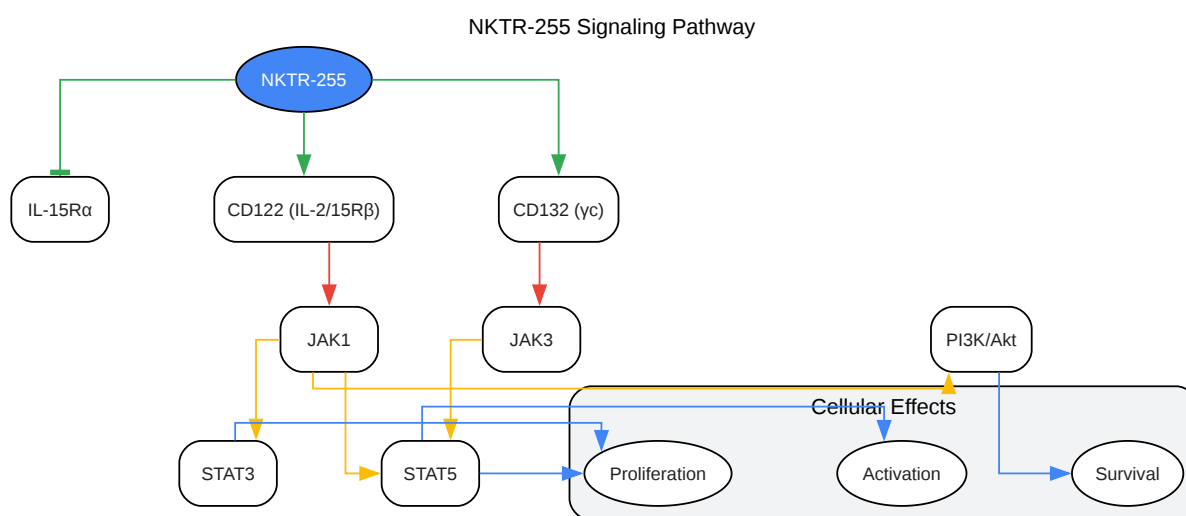 NKTR-255 Signaling Pathway
NKTR-255
IL-15Rα
CD122 (IL-2/15Rβ)
CD132 (γc)
JAK1
JAK3
PI3K/Akt
Cellular Effects
STAT3
STAT5
Proliferation
Activation
Survival